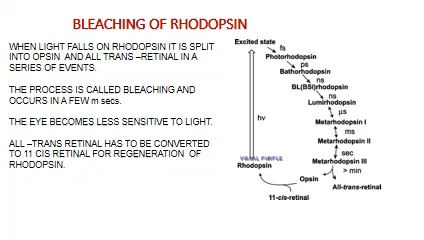 BLEACHING OF RHODOPSIN
WHEN LIGHT FALLS ON RHODOPSIN IT IS SPLIT
INTO OPSIN AND ALL TRANS –RETINAL IN A
SERIES OF EVENTS.
THE PROCESS IS CALLED BLEACHING AND
OCCURS IN A FEW m secs.
THE EYE BECOMES LESS SENSITIVE TO LIGHT.
ALL –TRANS RETINAL HAS TO BE CONVERTED
TO 11 CIS RETINAL FOR REGENERATION OF
RHODOPSIN.
Excited state
fs
Photorhodopsin
ps
Bathorhodopsin
ns
BL(BSI)rhodopsin
ns
Lumirhodopsin
μs
hv
Metarhodopsin I
ms
Metarhodopsin II
sec
VISUAL PURPLE
Rhodopsin
Metarhodopsin III
> min
Opsin
All-trans-retinal
11-cis-retinal